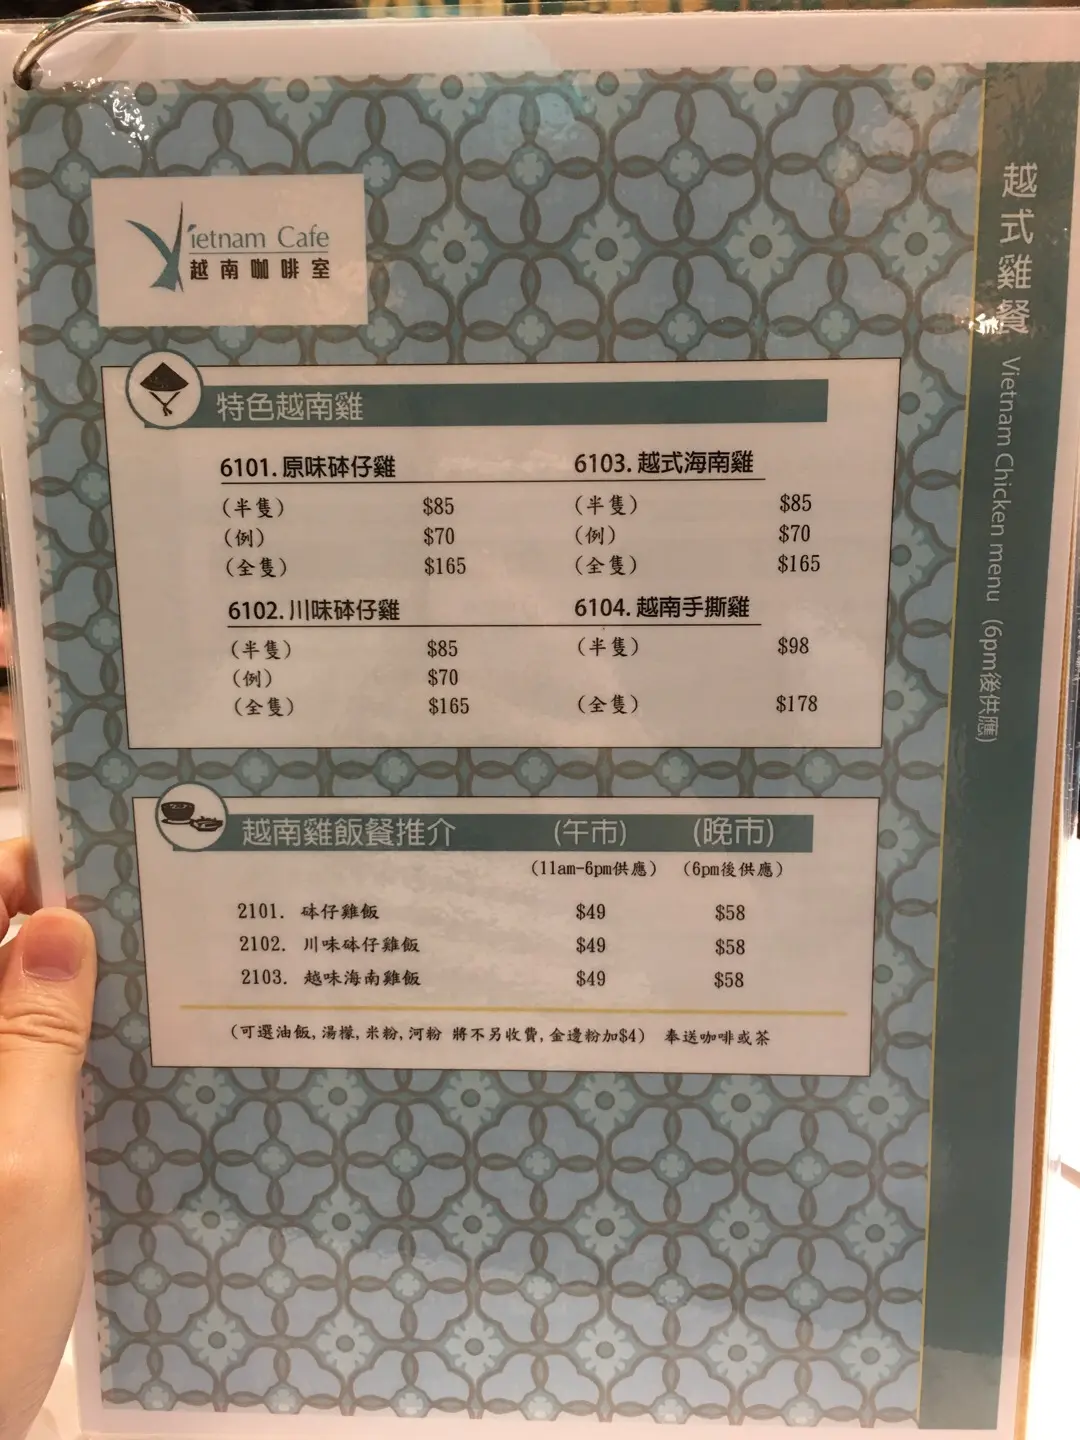 Vietnam Cafe
越南咖啡室
越式雞餐 Vietnam Chicken menu (6pm後供應)
特色越南雞
6101. 原味砵仔雞
(半隻) $85
(例) $70
(全隻) $165
6103. 越式海南雞
(半隻) $85
(例) $70
(全隻) $165
6102. 川味砵仔雞
(半隻) $85
(例) $70
(全隻) $165
6104. 越南手撕雞
(半隻) $98
(全隻) $178
越南雞飯餐推介 (午市) (晚市)
(11am-6pm供應) (6pm後供應)
2101. 砵仔雞飯 $49 $58
2102. 川味砵仔雞飯 $49 $58
2103. 越味海南雞飯 $49 $58
(可選油飯, 湯檬, 米粉, 河粉 將不另收費, 金邊粉加$4) 奉送咖啡或茶